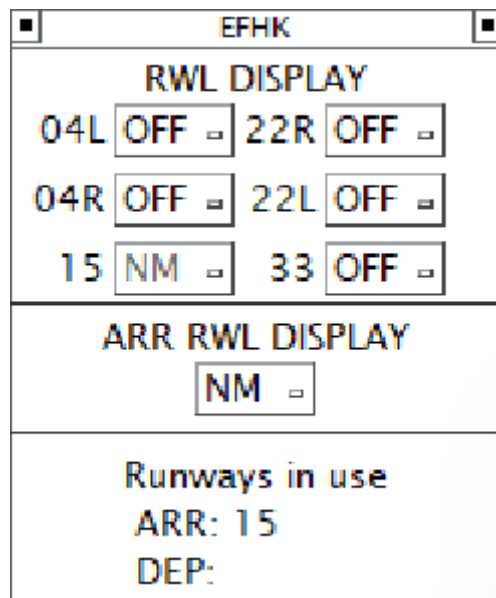 EFHK
RWL DISPLAY
04L OFF 22R OFF
04R OFF 22L OFF
15 NM 33 OFF
ARR RWL DISPLAY
NM
Runways in use
ARR: 15
DEP: